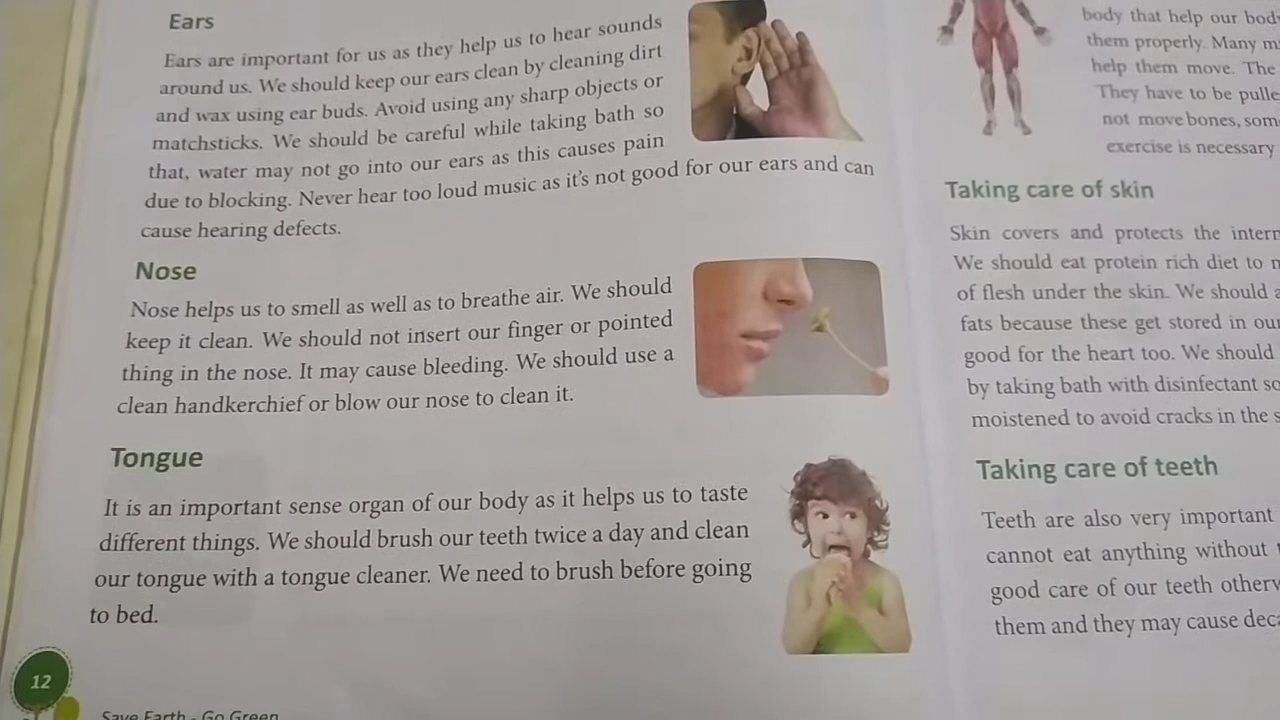 Ears
Ears are important for us as they help us to hear sounds
around us. We should keep our ears clean by cleaning dirt
and wax using ear buds. Avoid using any sharp objects or
matchsticks. We should be careful while taking bath so
that, water may not go into our ears as this causes pain
due to blocking. Never hear too loud music as it's not good for our ears and can
cause hearing defects.
Nose
Nose helps us to smell as well as to breathe air. We should
keep it clean. We should not insert our finger or pointed
thing in the nose. It may cause bleeding. We should use a
clean handkerchief or blow our nose to clean it.
Tongue
It is an important sense organ of our body as it helps us to taste
different things. We should brush our teeth twice a day and clean
our tongue with a tongue cleaner. We need to brush before going
to bed.
12
Save Earth - Go Green
body that help our
them properly. Many
help them move. The
They have to be
not move bones,
exercise is necessary
Taking care of skin
Skin covers and protects the
We should eat protein rich diet to
of flesh under the skin. We should
fats because these get stored in
good for the heart too. We should
by taking bath with disinfectant
moistened to avoid cracks in the
Taking care of teeth
Teeth are also very important
cannot eat anything without
good care of our teeth
them and they may cause